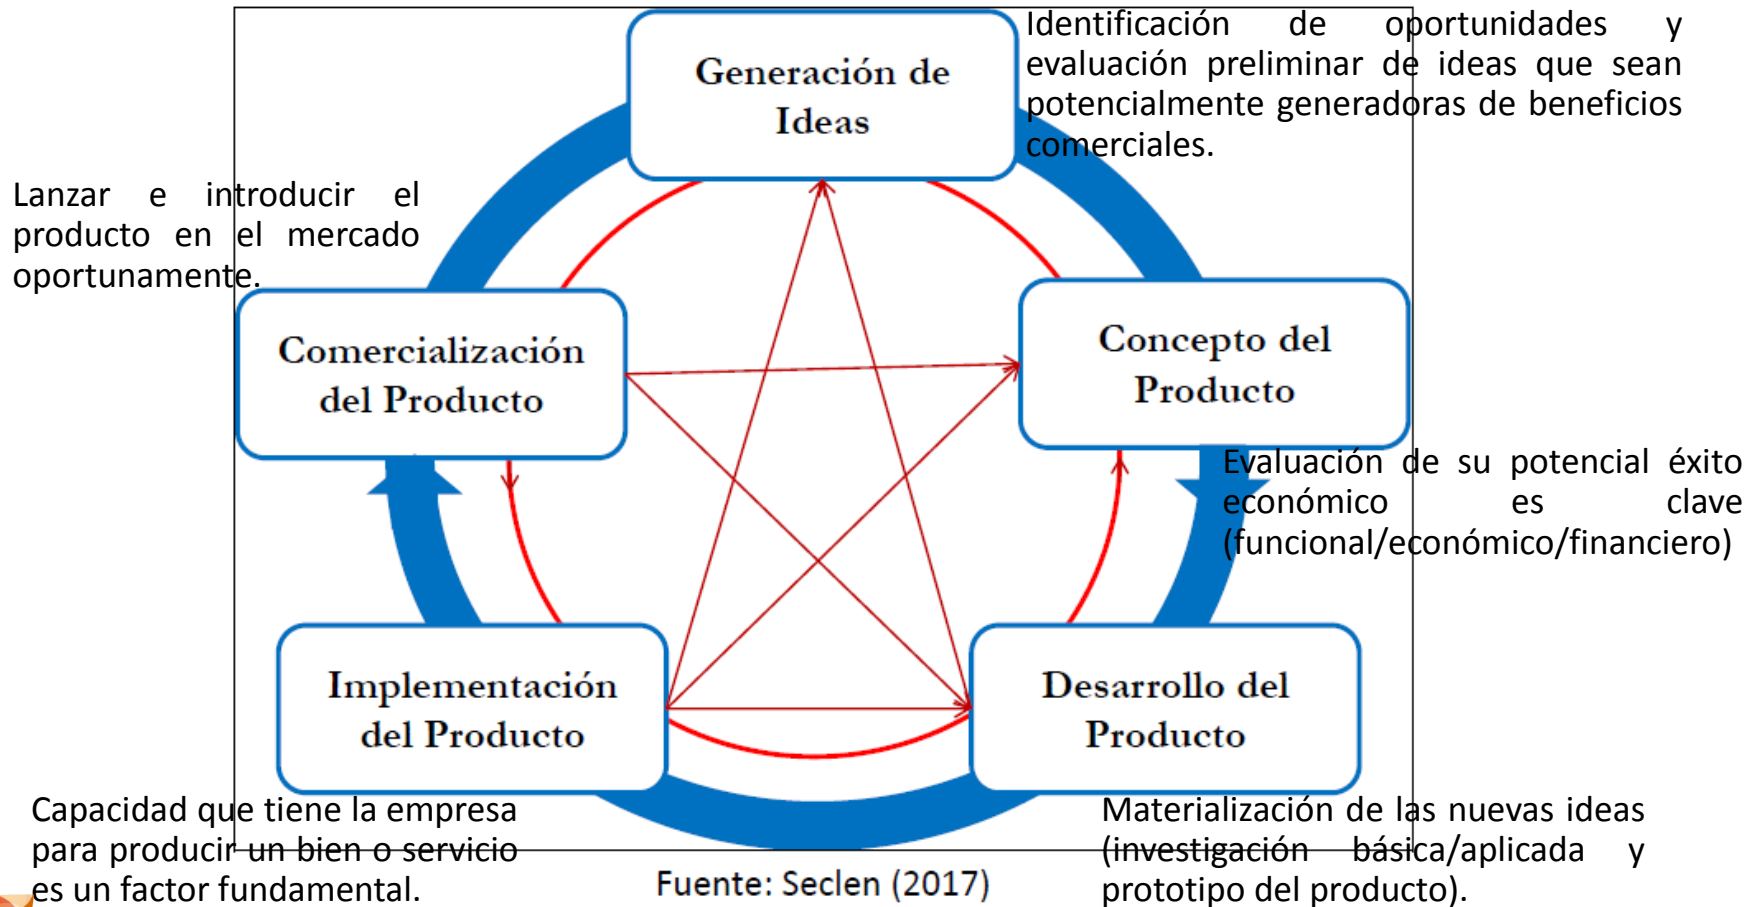 Generación de
Ideas
Identificación de oportunidades y
evaluación preliminar de ideas que sean
potencialmente generadoras de beneficios
comerciales.
Lanzar e introducir el
producto en el mercado
oportunamente.
Comercialización
del Producto
Concepto del
Producto
Evaluación de su potencial éxito
económico es clave
(funcional/económico/financiero)
Implementación
del Producto
Desarrollo del
Producto
Capacidad que tiene la empresa
para producir un bien o servicio
es un factor fundamental.
Materialización de las nuevas ideas
(investigación básica/aplicada y
prototipo del producto).
Fuente: Seclen (2017)